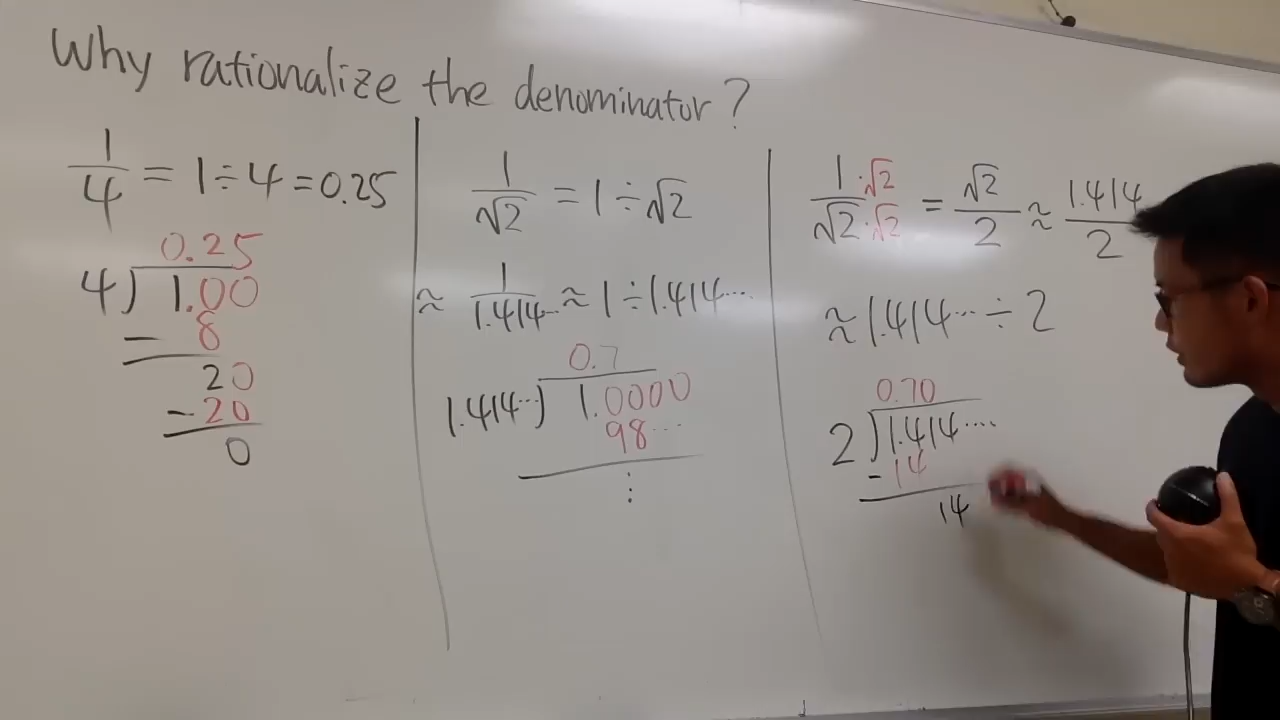 Why rationalize the denominator?
1/4 = 1 ÷ 4 = 0.25
0.25
4) 1.00
- 8
20
- 20
0
1/√2 = 1 ÷ √2
≈ 1/1.414... ≈ 1 ÷ 1.414...
0.7
1.414...) 1.0000
98...
⋮
1·√2/√2·√2 = √2/2 ≈ 1.414/2
≈ 1.414... ÷ 2
0.70
2) 1.414....
- 14
14